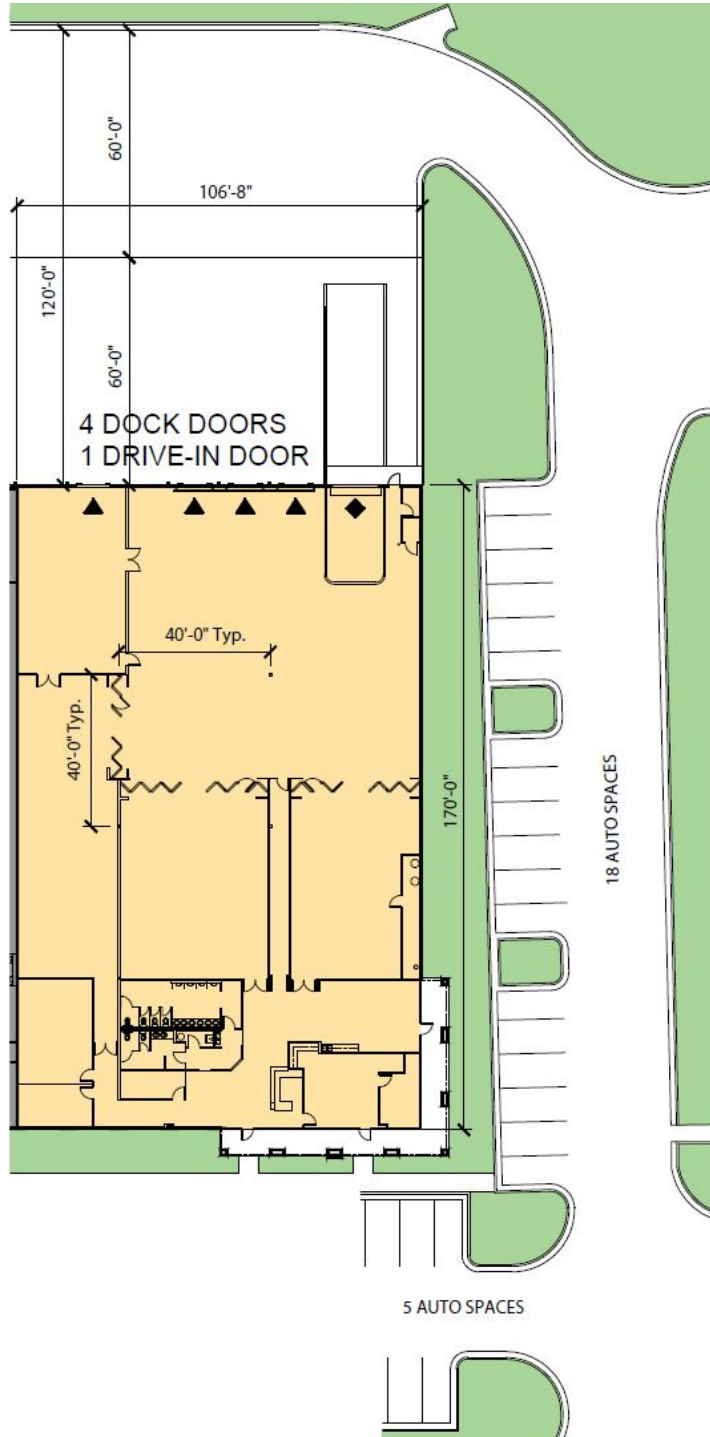 60'-0"
106'-8"
120'-0"
60'-0"
4 DOCK DOORS
1 DRIVE-IN DOOR
40'-0" Typ.
40'-0" Typ.
170'-0"
18 AUTO SPACES
5 AUTO SPACES